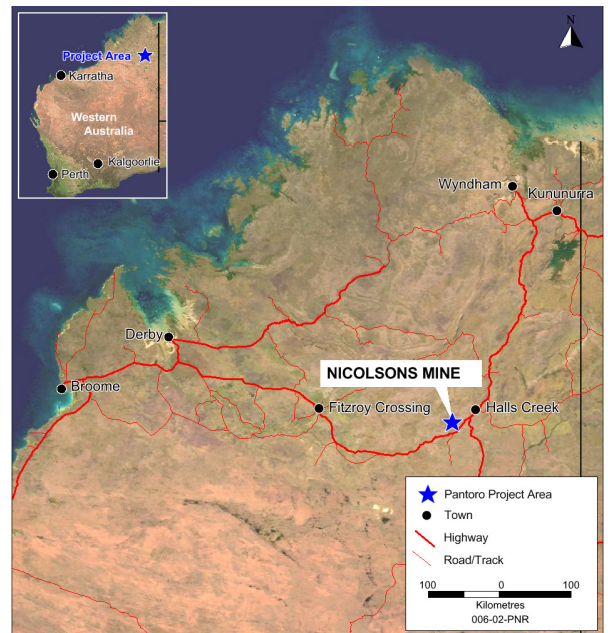 N
Project Area
Karratha
Western
Australia
Kalgoorlie
Perth
Wyndham
Kununurra
Derby
NICOLSONS MINE
Broome
Fitzroy Crossing
Halls Creek
Pantoro Project Area
Town
Highway
Road/Track
100 0 100
Kilometres
006-02-PNR